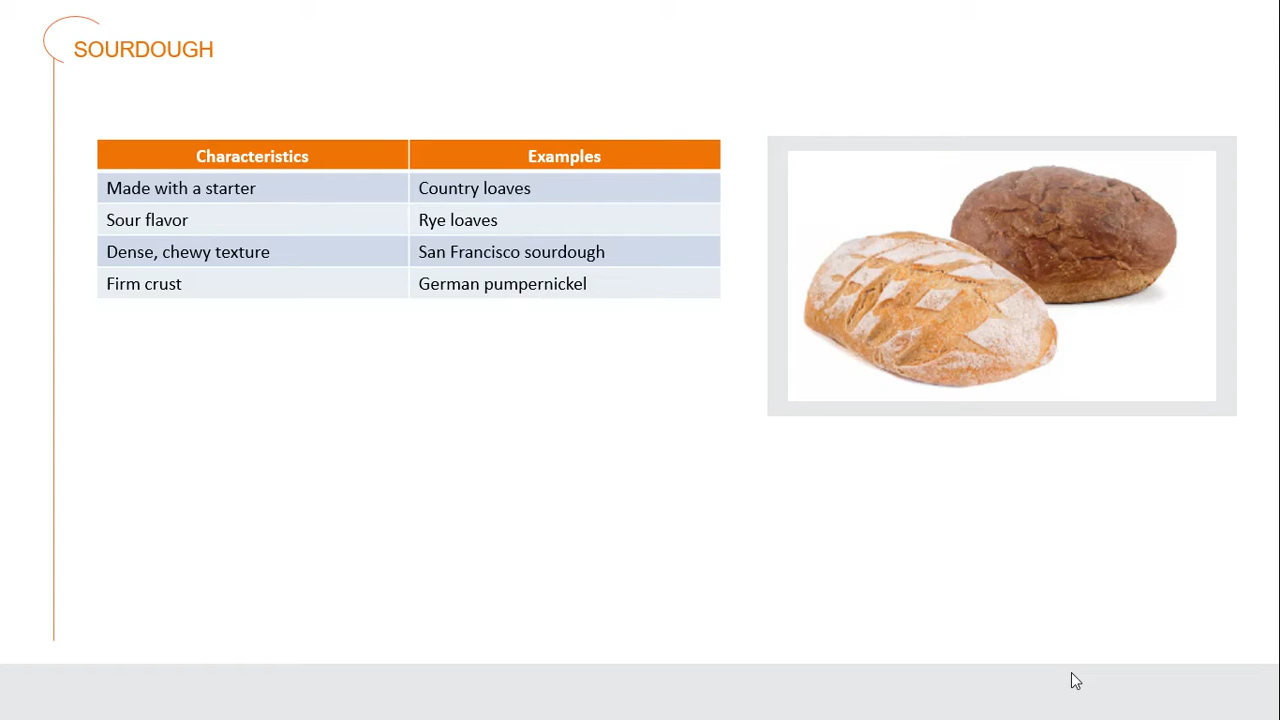 SOURDOUGH
Characteristics Examples
Made with a starter Country loaves
Sour flavor Rye loaves
Dense, chewy texture San Francisco sourdough
Firm crust German pumpernickel